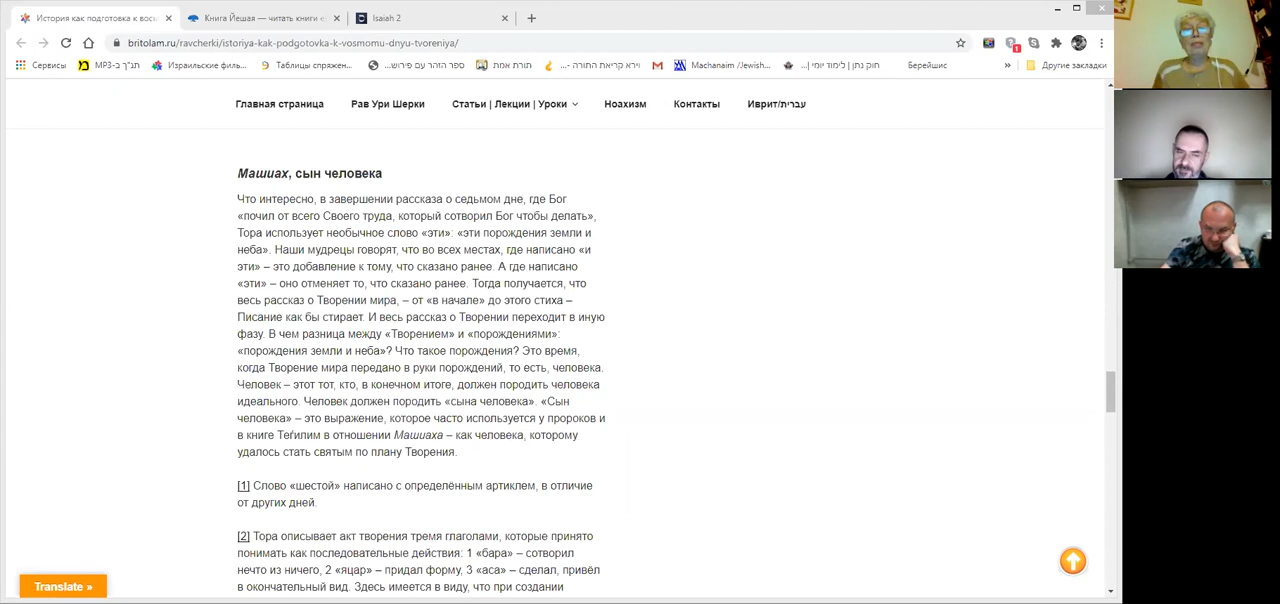 История как подготовка к восьм
Книга Йешая — читать книги с
Isaiah 2
britolam.ru/ravcherki/istoriya-kak-podgotovka-k-vosmomu-dnyu-tvoreniya/
Сервисы
תנ"ך ב-MP3
Израильские филь...
Таблицы спряжен...
ספר הזהר עם פירוש...
תורת אמת
וירא קריאת התורה -...
Machanaim /Jewish...
חוק נתן | לימוד יומי |...
Берейшис
»
Другие закладки
Главная страница
Рав Ури Шерки
Статьи | Лекции | Уроки
Ноахизм
Контакты
Иврит/עברית
Машиах, сын человека
Что интересно, в завершении рассказа о седьмом дне, где Бог
«почил от всего Своего труда, который сотворил Бог чтобы делать»,
Тора использует необычное слово «эти»: «эти порождения земли и
неба». Наши мудрецы говорят, что во всех местах, где написано «и
эти» – это добавление к тому, что сказано ранее. А где написано
«эти» – оно отменяет то, что сказано ранее. Тогда получается, что
весь рассказ о Творении мира, – от «в начале» до этого стиха –
Писание как бы стирает. И весь рассказ о Творении переходит в иную
фазу. В чем разница между «Творением» и «порождениями»:
«порождения земли и неба»? Что такое порождения? Это время,
когда Творение мира передано в руки порождений, то есть, человека.
Человек – этот тот, кто, в конечном итоге, должен породить человека
идеального. Человек должен породить «сына человека». «Сын
человека» – это выражение, которое часто используется у пророков и
в книге Теѓилим в отношении Машиаха – как человека, которому
удалось стать святым по плану Творения.
[1] Слово «шестой» написано с определённым артиклем, в отличие
от других дней.
[2] Тора описывает акт творения тремя глаголами, которые принято
понимать как последовательные действия: 1 «бара» – сотворил
нечто из ничего, 2 «яцар» – придал форму, 3 «аса» – сделал, привёл
в окончательный вид. Здесь имеется в виду, что при создании
Translate »